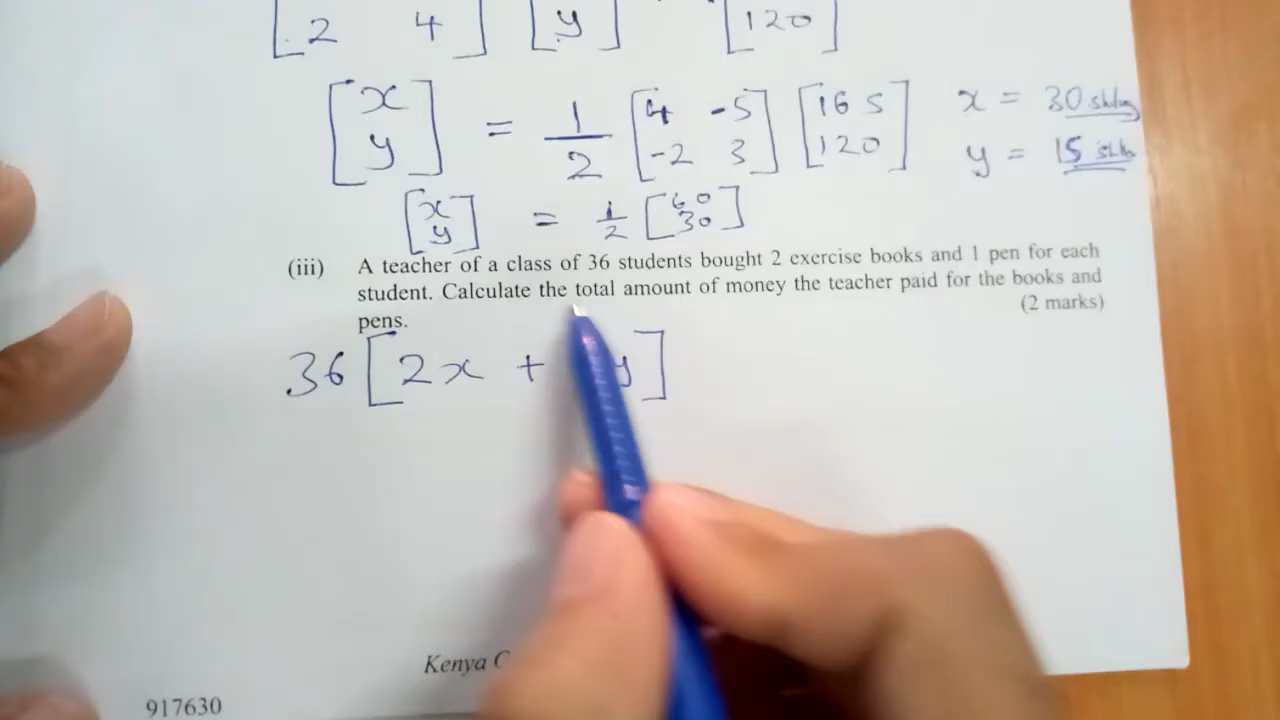 2 4 y 120
[x y] = 1/2 [4 -5 -2 3] [165 120] x = 30 shlng
y = 15
[x y] = 1/2 [60 30]
(iii) A teacher of a class of 36 students bought 2 exercise books and 1 pen for each
student. Calculate the total amount of money the teacher paid for the books and
pens. (2 marks)
36 [2x + y]
Kenya C
917630